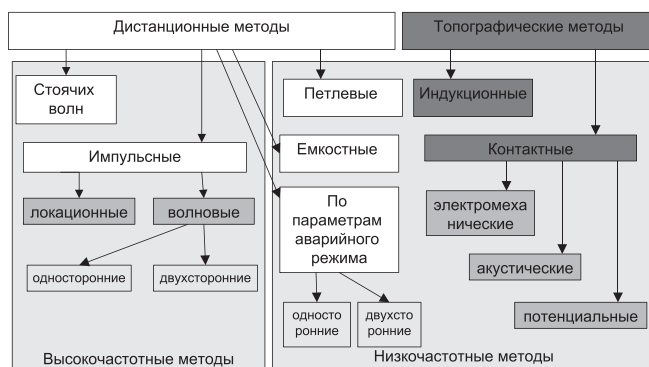 Дистанционные методы
Топографические методы
Стоячих
волн
Петлевые
Индукционные
Импульсные
Емкостные
Контактные
локационные
волновые
По
параметрам
аварийного
режима
электромеха
нические
односторонние
двухсторонние
акустические
односто
ронние
двухсто
ронние
потенциальные
Высокочастотные методы
Низкочастотные методы